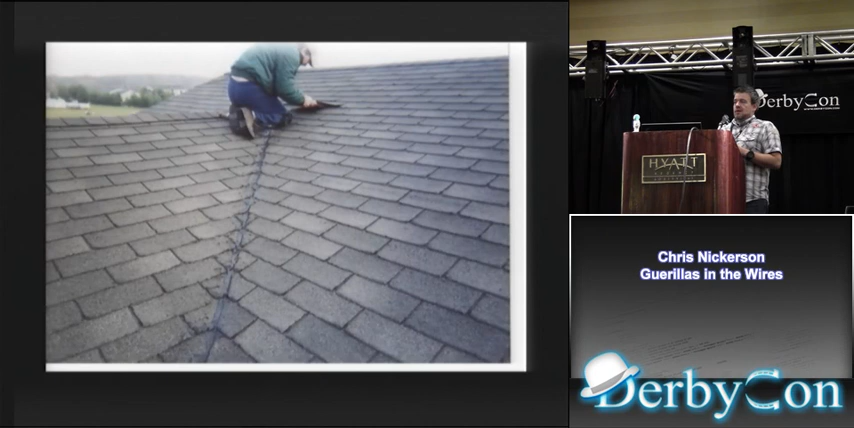 DerbyCon
HYATT
Chris Nickerson
Guerillas in the Wires
DerbyCon